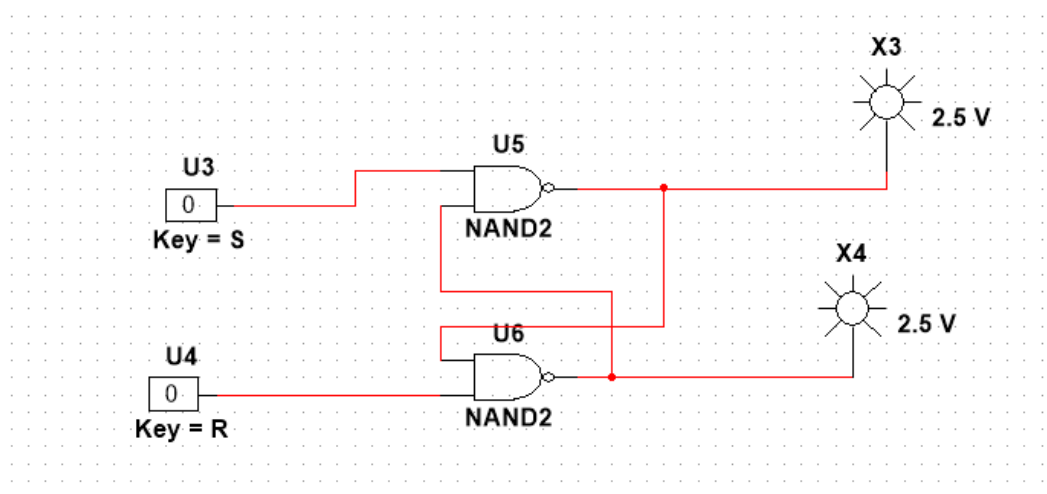 X3
2.5 V
U5
U3
0
Key = S
NAND2
X4
2.5 V
U6
U4
0
Key = R
NAND2